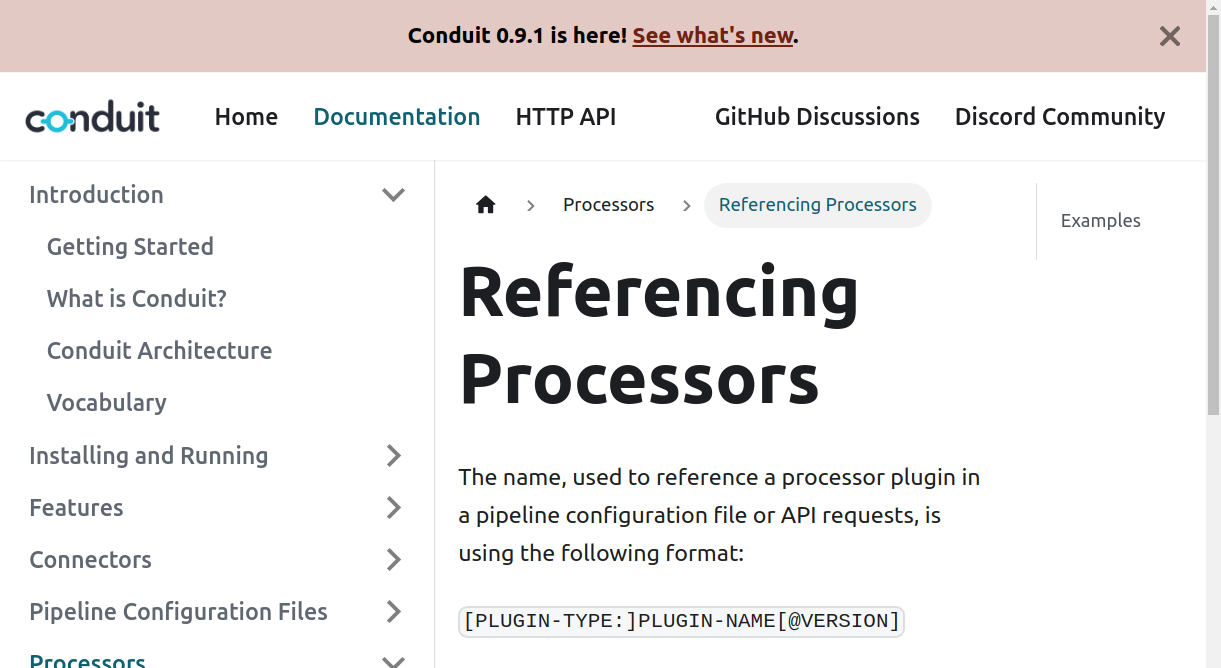 Conduit 0.9.1 is here! See what's new.
conduit
Home
Documentation
HTTP API
GitHub Discussions
Discord Community
Introduction
Getting Started
What is Conduit?
Conduit Architecture
Vocabulary
Installing and Running
Features
Connectors
Pipeline Configuration Files
Processors
Processors
Referencing Processors
Referencing
Processors
The name, used to reference a processor plugin in
a pipeline configuration file or API requests, is
using the following format:
[PLUGIN-TYPE:]PLUGIN-NAME[@VERSION]
Examples